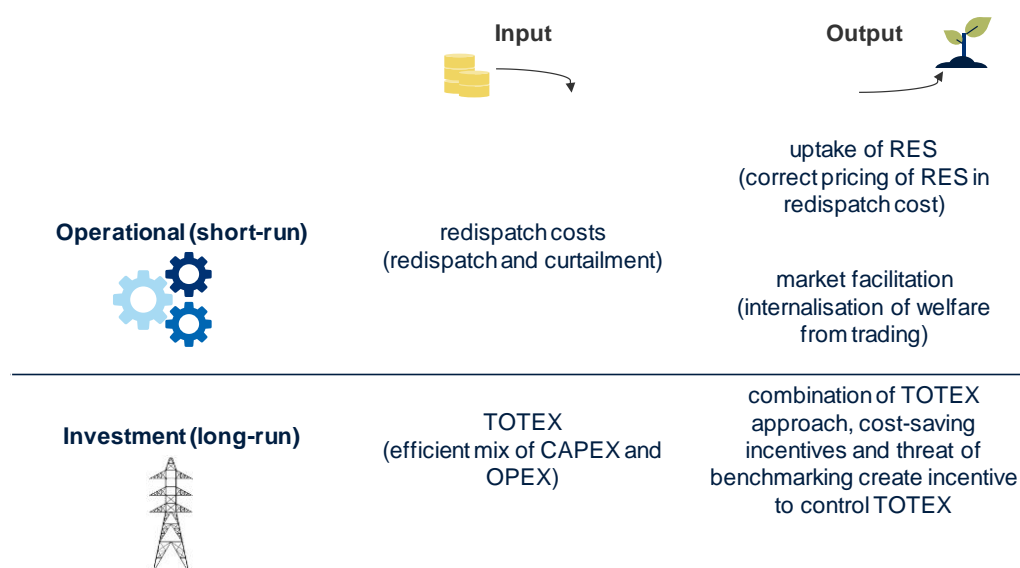 Input
Output
Operational (short-run)
redispatch costs
(redispatch and curtailment)
uptake of RES
(correct pricing of RES in
redispatch cost)
market facilitation
(internalisation of welfare
from trading)
Investment (long-run)
TOTEX
(efficient mix of CAPEX and
OPEX)
combination of TOTEX
approach, cost-saving
incentives and threat of
benchmarking create incentive
to control TOTEX